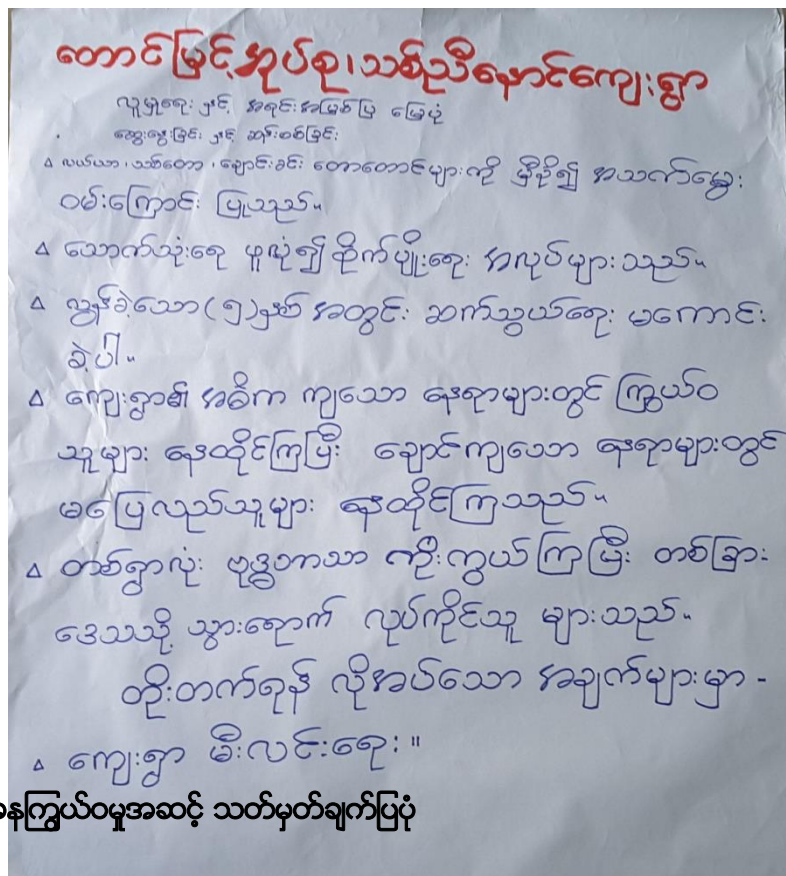 တောင်မြင့်အုပ်စု၊ သစ်ညီနောင်ကျေးရွာ
လူမှုရေး နှင့် အရင်းအမြစ်ပြ မြေပုံ
ဆွေးနွေးခြင်း နှင့် ဆန်းစစ်ခြင်း
∆ လယ်ယာ၊ သစ်တော၊ ချောင်းခင်း တောတောင်များကို မှီခို၍ အသက်မွေး
ဝမ်းကြောင်း ပြုသည်။
∆ သောက်သုံးရေ ဖူလုံ၍ စိုက်ပျိုးရေး အလုပ်များသည်။
∆ လွန်ခဲ့သော (၅)နှစ် အတွင်း ဆက်သွယ်ရေး မကောင်း
ခဲ့ပါ။
∆ ကျေးရွာ၏ အဓိက ကျသော နေရာများတွင် ကြွယ်ဝ
သူများ နေထိုင်ကြပြီး ချောင်ကျသော နေရာများတွင်
မပြေလည်သူများ နေထိုင်ကြသည်။
∆ တစ်ရွာလုံး ဗုဒ္ဓဘာသာ ကိုးကွယ်ကြပြီး တစ်ခြား
ဒေသသို့ သွားရောက် လုပ်ကိုင်သူ များသည်။
တိုးတက်ရန် လိုအပ်သော အချက်များမှာ -
∆ ကျေးရွာ မီးလင်းရေး။
ကြွယ်ဝမှုအဆင့် သတ်မှတ်ချက်ပြပုံ